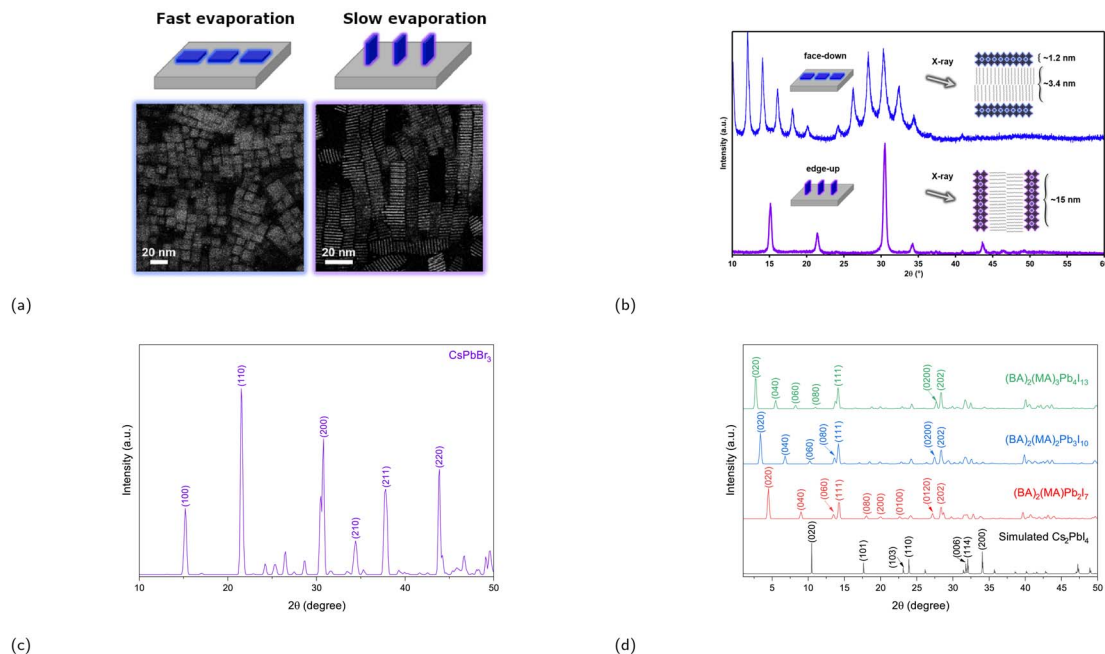 Fast evaporation
Slow evaporation
20 nm
20 nm
(a)
face-down
X-ray
~1.2 nm
~3.4 nm
edge-up
X-ray
~15 nm
Intensity (a.u.)
10 15 20 25 30 35 40 45 50 55 60
2θ (°)
(b)
CsPbBr₃
(100)
(110)
(200)
(210)
(211)
(220)
Intensity (a.u.)
10 20 30 40 50
2θ (degree)
(c)
(020)
(040)
(060)
(080)
(111)
(0200)
(202)
(BA)₂(MA)₃Pb₄I₁₃
(020)
(040)
(060)
(080)
(111)
(0200)
(202)
(BA)₂(MA)₂Pb₃I₁₀
(020)
(040)
(060)
(111)
(080)
(200)
(0100)
(0120)
(202)
(BA)₂(MA)Pb₂I₇
(020)
(101)
(103)
(110)
(006)
(114)
(200)
Simulated Cs₂PbI₄
Intensity (a.u.)
5 10 15 20 25 30 35 40 45 50
2θ (degree)
(d)